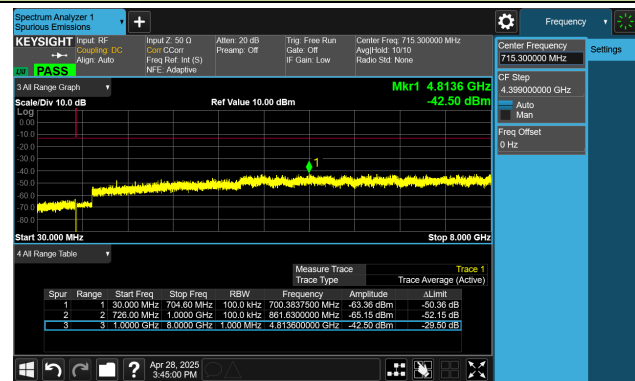 Spectrum Analyzer 1
Spurious Emissions
Frequency
KEYSIGHT
Input: RF
Coupling: DC
Align: Auto
Input Z: 50 Ω
Corr CCorr
Freq Ref: Int (S)
NFE: Adaptive
Atten: 20 dB
Preamp: Off
Trig: Free Run
Gate: Off
IF Gain: Low
Center Freq: 715.300000 MHz
Avg|Hold: 10/10
Radio Std: None
LXI PASS
Center Frequency
715.300000 MHz
Settings
CF Step
4.399000000 GHz
Auto
Man
Freq Offset
0 Hz
3 All Range Graph
Mkr1 4.8136 GHz
Scale/Div 10.0 dB Ref Value 10.00 dBm -42.50 dBm
Log
0.00
-10.0
-20.0
-30.0
-40.0
-50.0
-60.0
-70.0
-80.0
1
Start 30.000 MHz Stop 8.000 GHz
4 All Range Table
Measure Trace Trace 1
Trace Type Trace Average (Active)
Spur Range Start Freq Stop Freq RBW Frequency Amplitude ΔLimit
1 1 30.000 MHz 704.60 MHz 100.0 kHz 700.3837500 MHz -63.36 dBm -50.36 dB
2 2 726.00 MHz 1.0000 GHz 100.0 kHz 861.6300000 MHz -65.15 dBm -52.15 dB
3 3 1.0000 GHz 8.0000 GHz 1.000 MHz 4.813600000 GHz -42.50 dBm -29.50 dB
Apr 28, 2025
3:45:00 PM